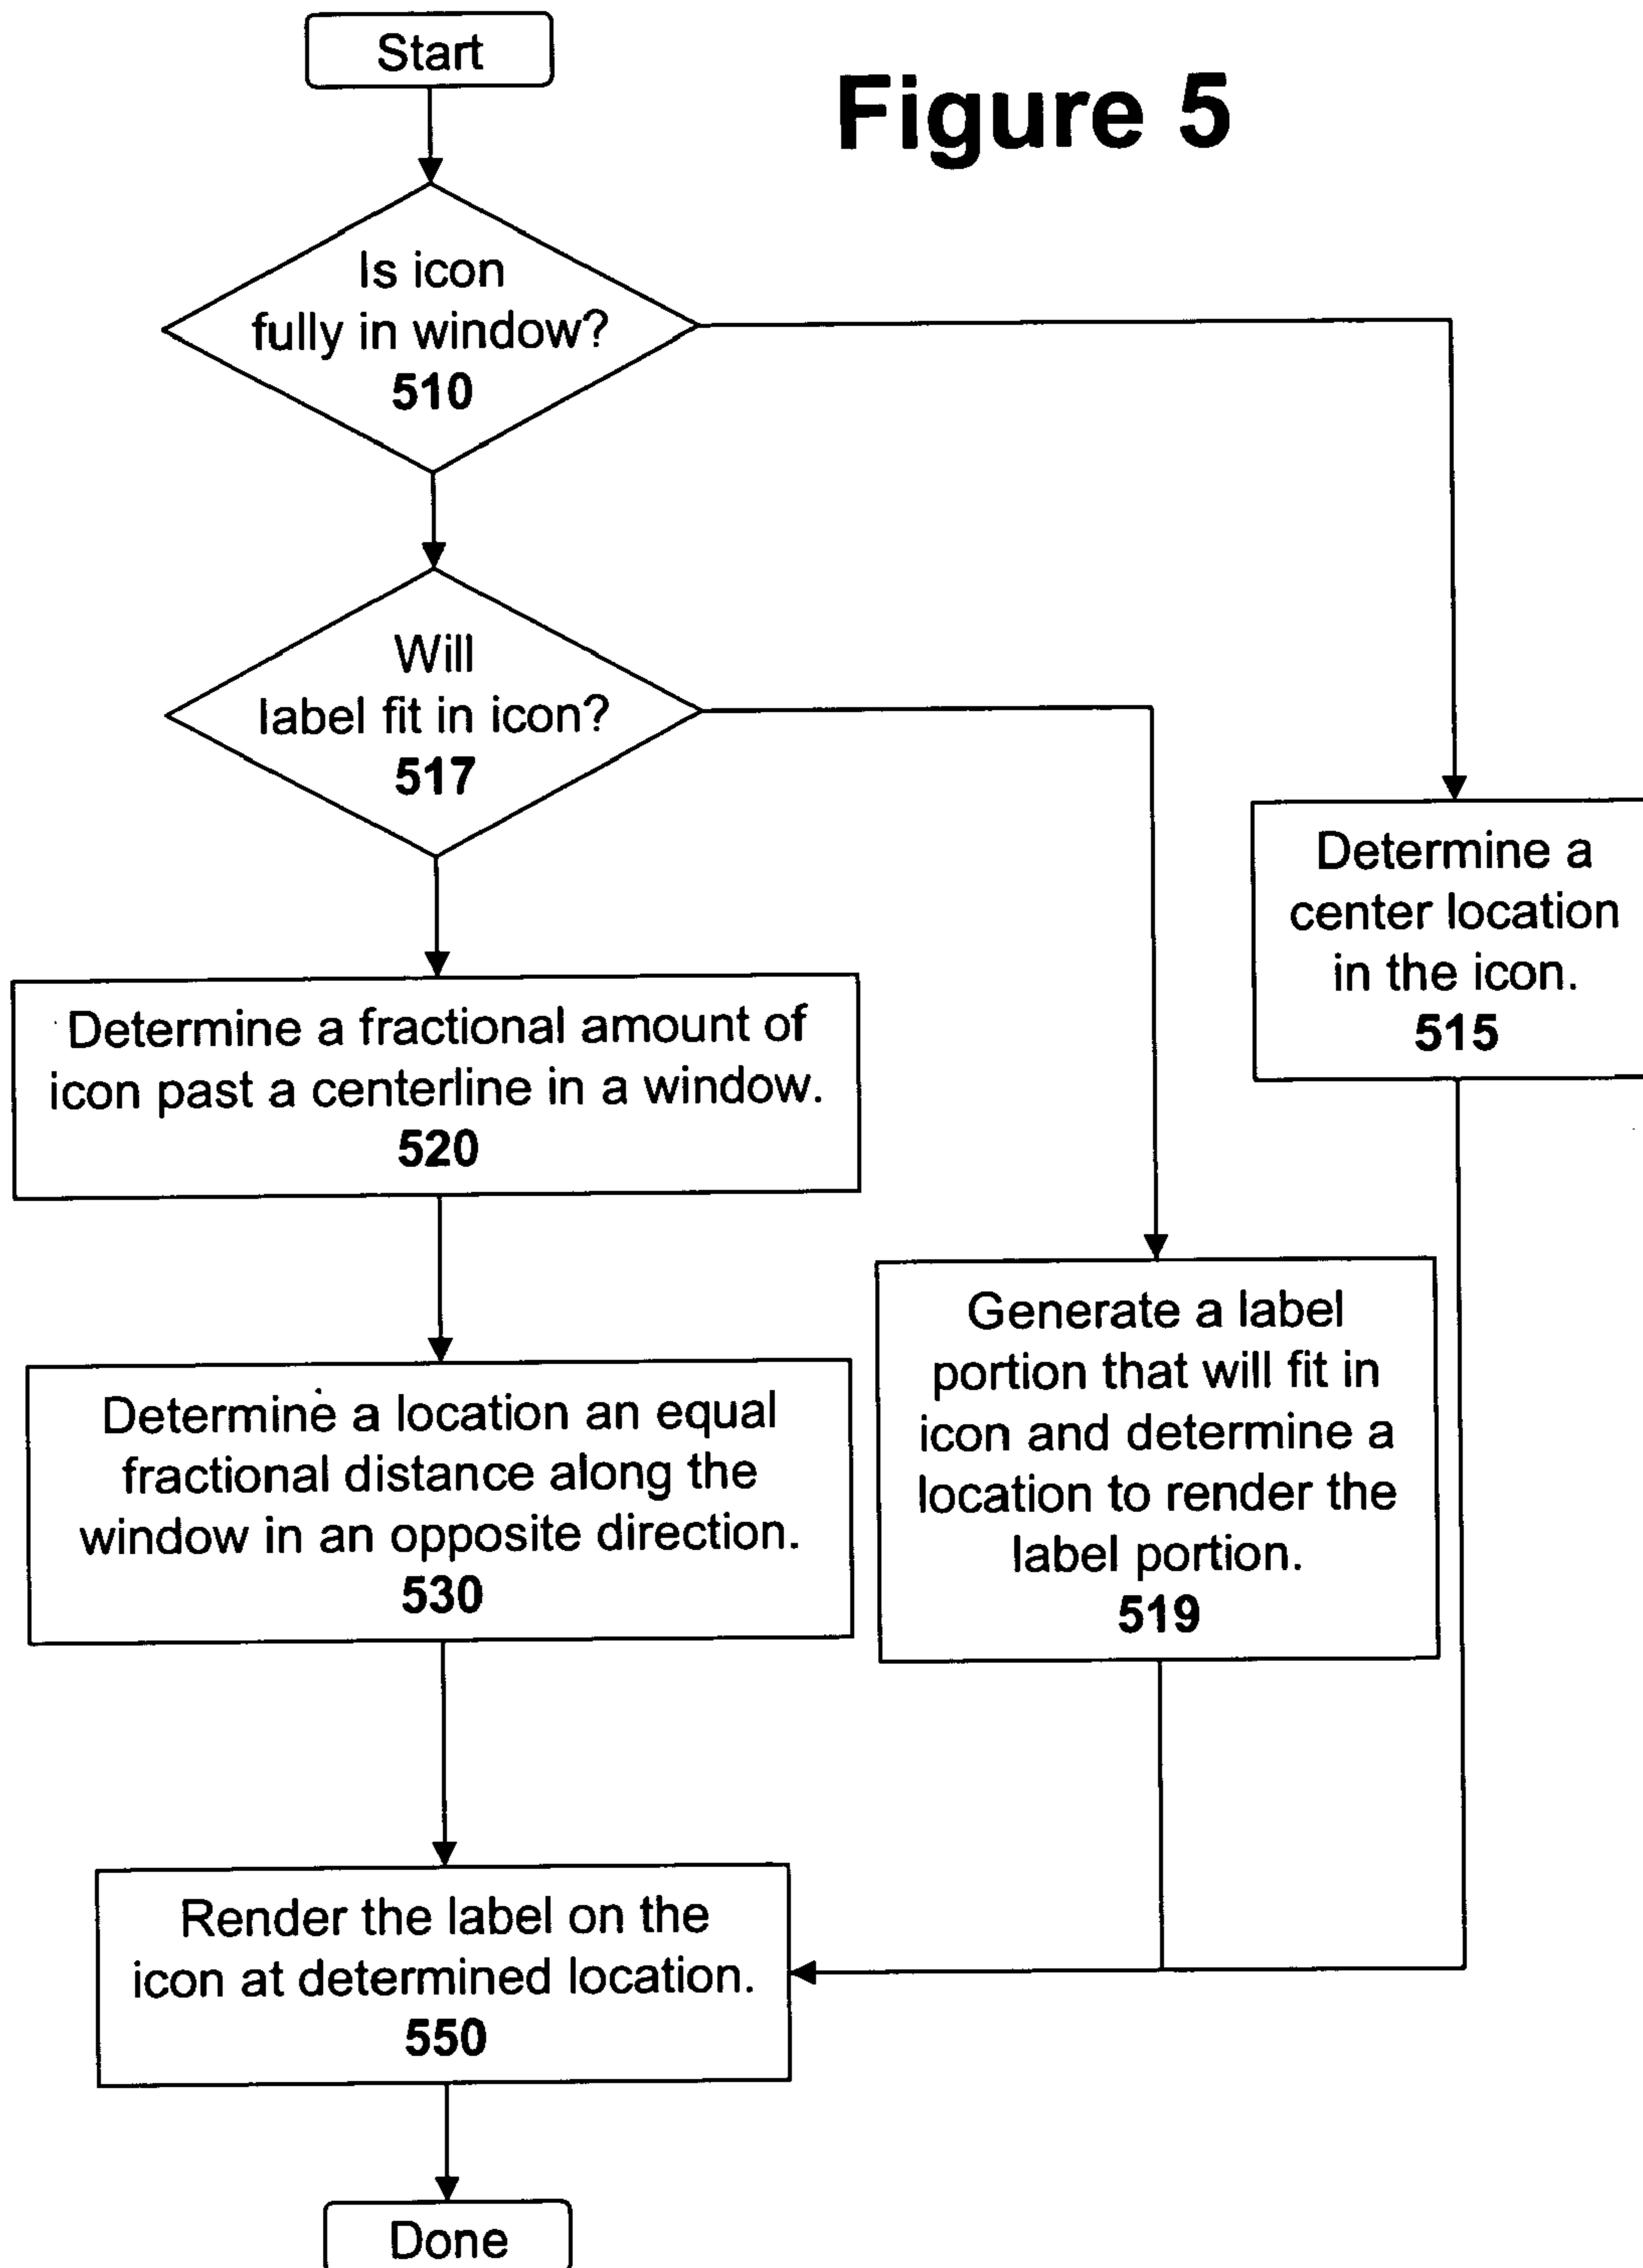 Start
Figure 5
Is icon
fully in window?
510
Will
label fit in icon?
517
Determine a
center location
in the icon.
515
Determine a fractional amount of
icon past a centerline in a window.
520
Generate a label
portion that will fit in
icon and determine a
location to render the
label portion.
519
Determine a location an equal
fractional distance along the
window in an opposite direction.
530
Render the label on the
icon at determined location.
550
Done